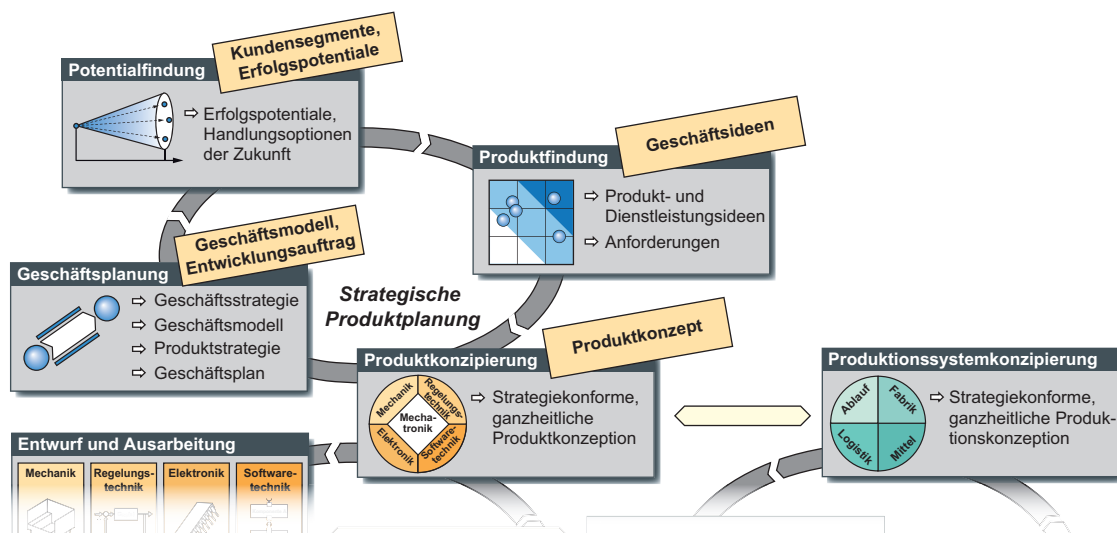 Kundensegmente,
Erfolgspotentiale
Potentialfindung
⇨ Erfolgspotentiale,
Handlungsoptionen
der Zukunft
Geschäftsideen
Produktfindung
⇨ Produkt- und
Dienstleistungsideen
⇨ Anforderungen
Geschäftsmodell,
Entwicklungsauftrag
Geschäftsplanung
⇨ Geschäftsstrategie
⇨ Geschäftsmodell
⇨ Produktstrategie
⇨ Geschäftsplan
Strategische
Produktplanung
Produktkonzept
Produktkonzipierung
Mechanik
Regelungs-
technik
Mecha-
tronik
Elektronik
Software-
technik
⇨ Strategiekonforme,
ganzheitliche
Produktkonzeption
Produktionssystemkonzipierung
Ablauf
Fabrik
Logistik
Mittel
⇨ Strategiekonforme,
ganzheitliche Produk-
tionskonzeption
Entwurf und Ausarbeitung
Mechanik
Regelungs-
technik
Elektronik
Software-
technik